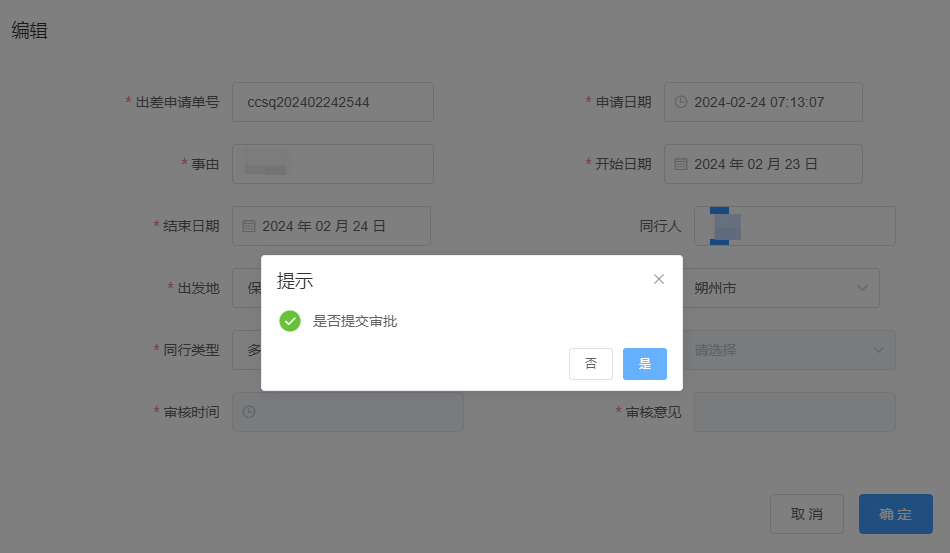 编辑
* 出差申请单号 ccsq202402242544 * 申请日期 2024-02-24 07:13:07
* 事由 * 开始日期 2024 年 02 月 23 日
* 结束日期 2024 年 02 月 24 日 同行人
提示
* 出发地 保 朔州市
是否提交审批
* 同行类型 多 请选择
否 是
* 审核时间 * 审核意见
取 消 确 定